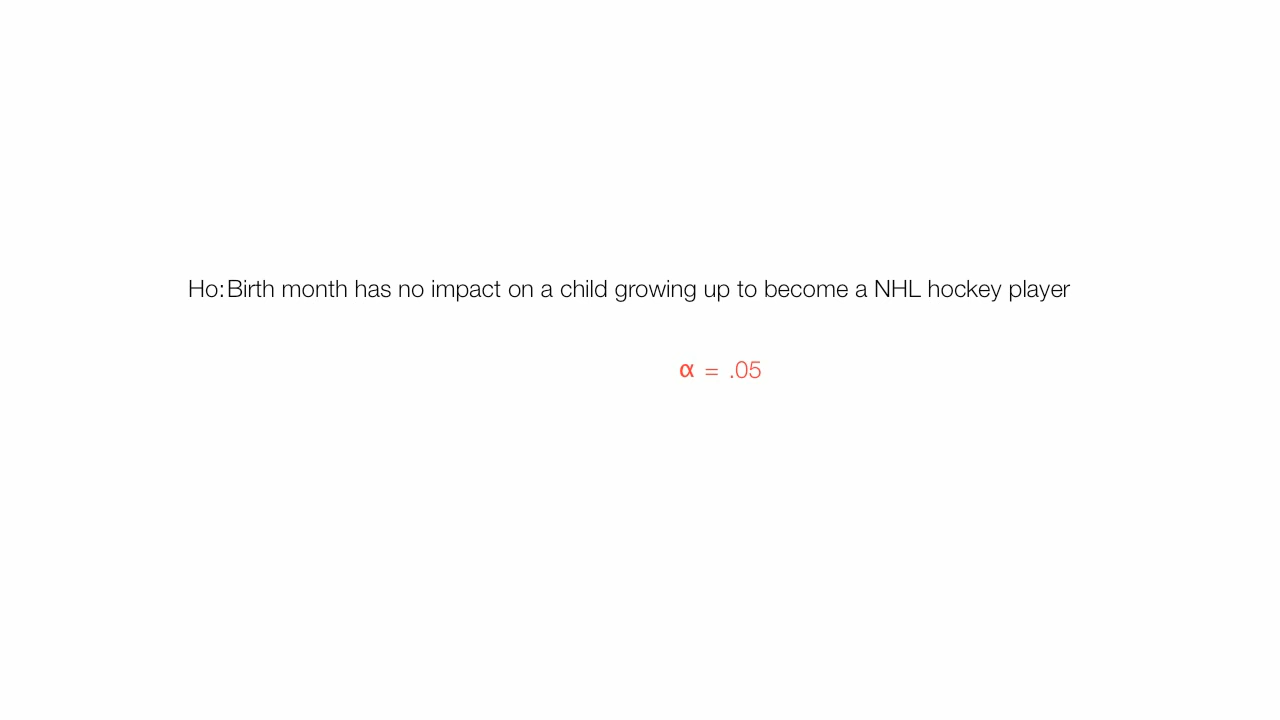 Ho: Birth month has no impact on a child growing up to become a NHL hockey player
α = .05